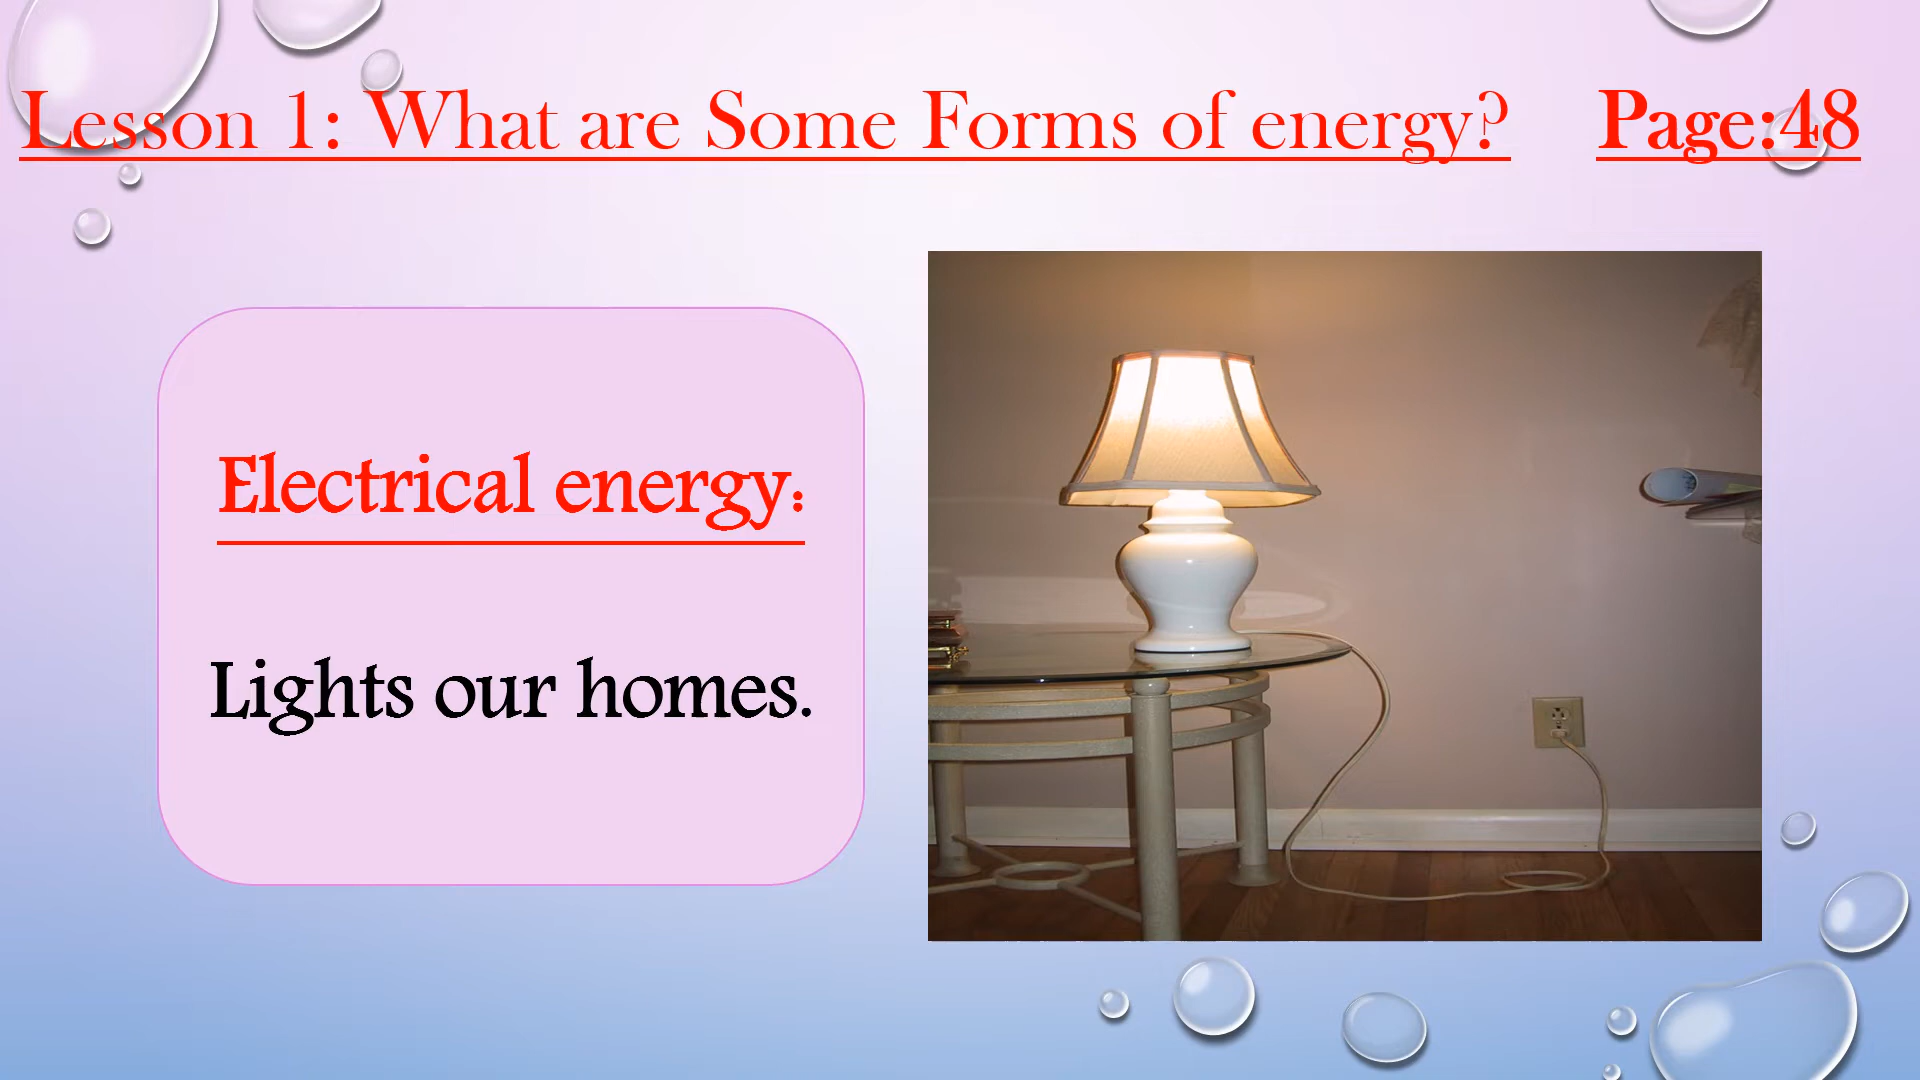 Lesson 1: What are Some Forms of energy? Page:48
Electrical energy:
Lights our homes.